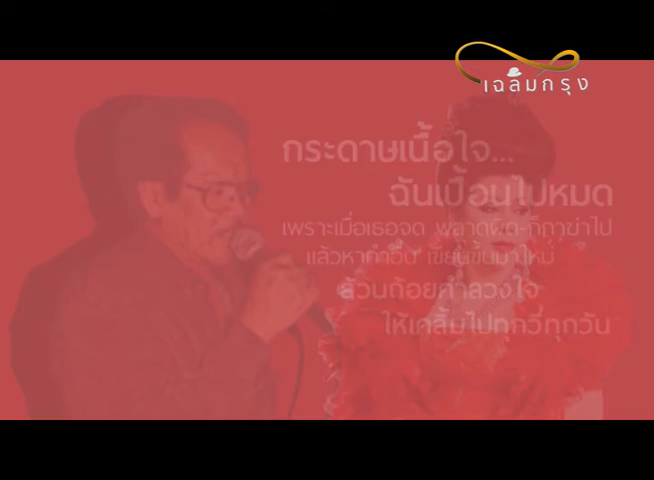 เฉลิมกรุง
กระดาษเนื้อใจ...
ฉันเปื้อนไปหมด
เพราะเมื่อเธอจด พลาดผิด-ก็ฆ่าไป
แล้วหาคำอื่น เขียนขึ้นมาใหม่
ล้วนถ้อยคำลวงใจ
ให้เคลิ้มไปทุกวี่ทุกวัน